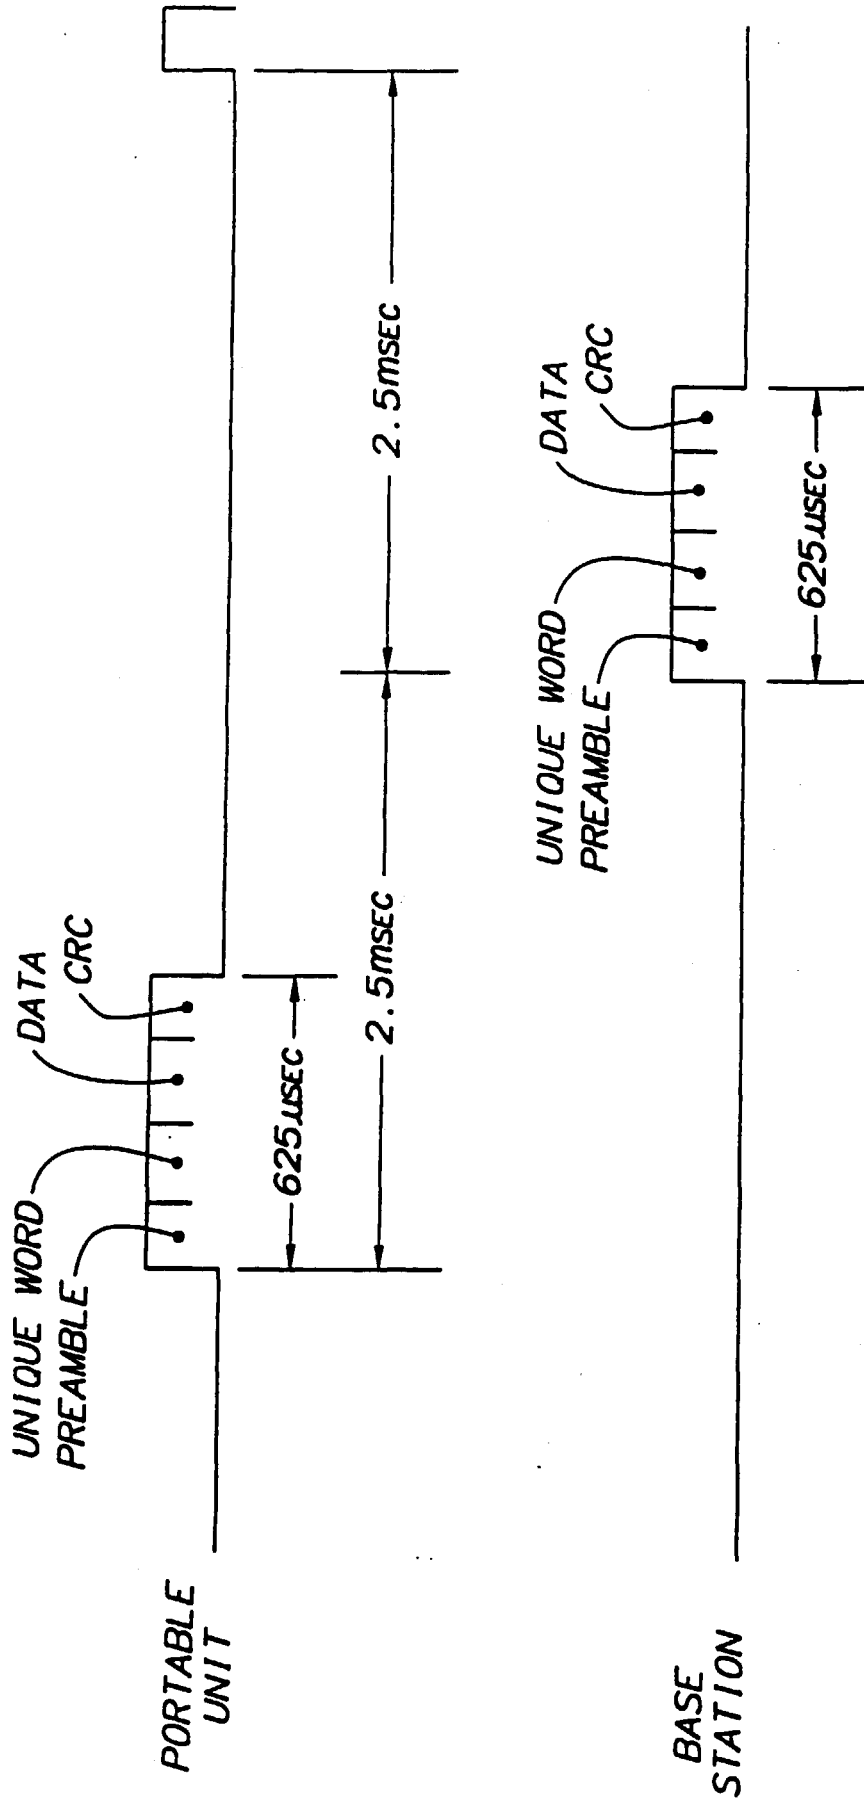 UNIQUE WORD
PREAMBLE
DATA
CRC
PORTABLE
UNIT
625µSEC
2.5mSEC
2.5mSEC
UNIQUE WORD
PREAMBLE
DATA
CRC
BASE
STATION
625µSEC